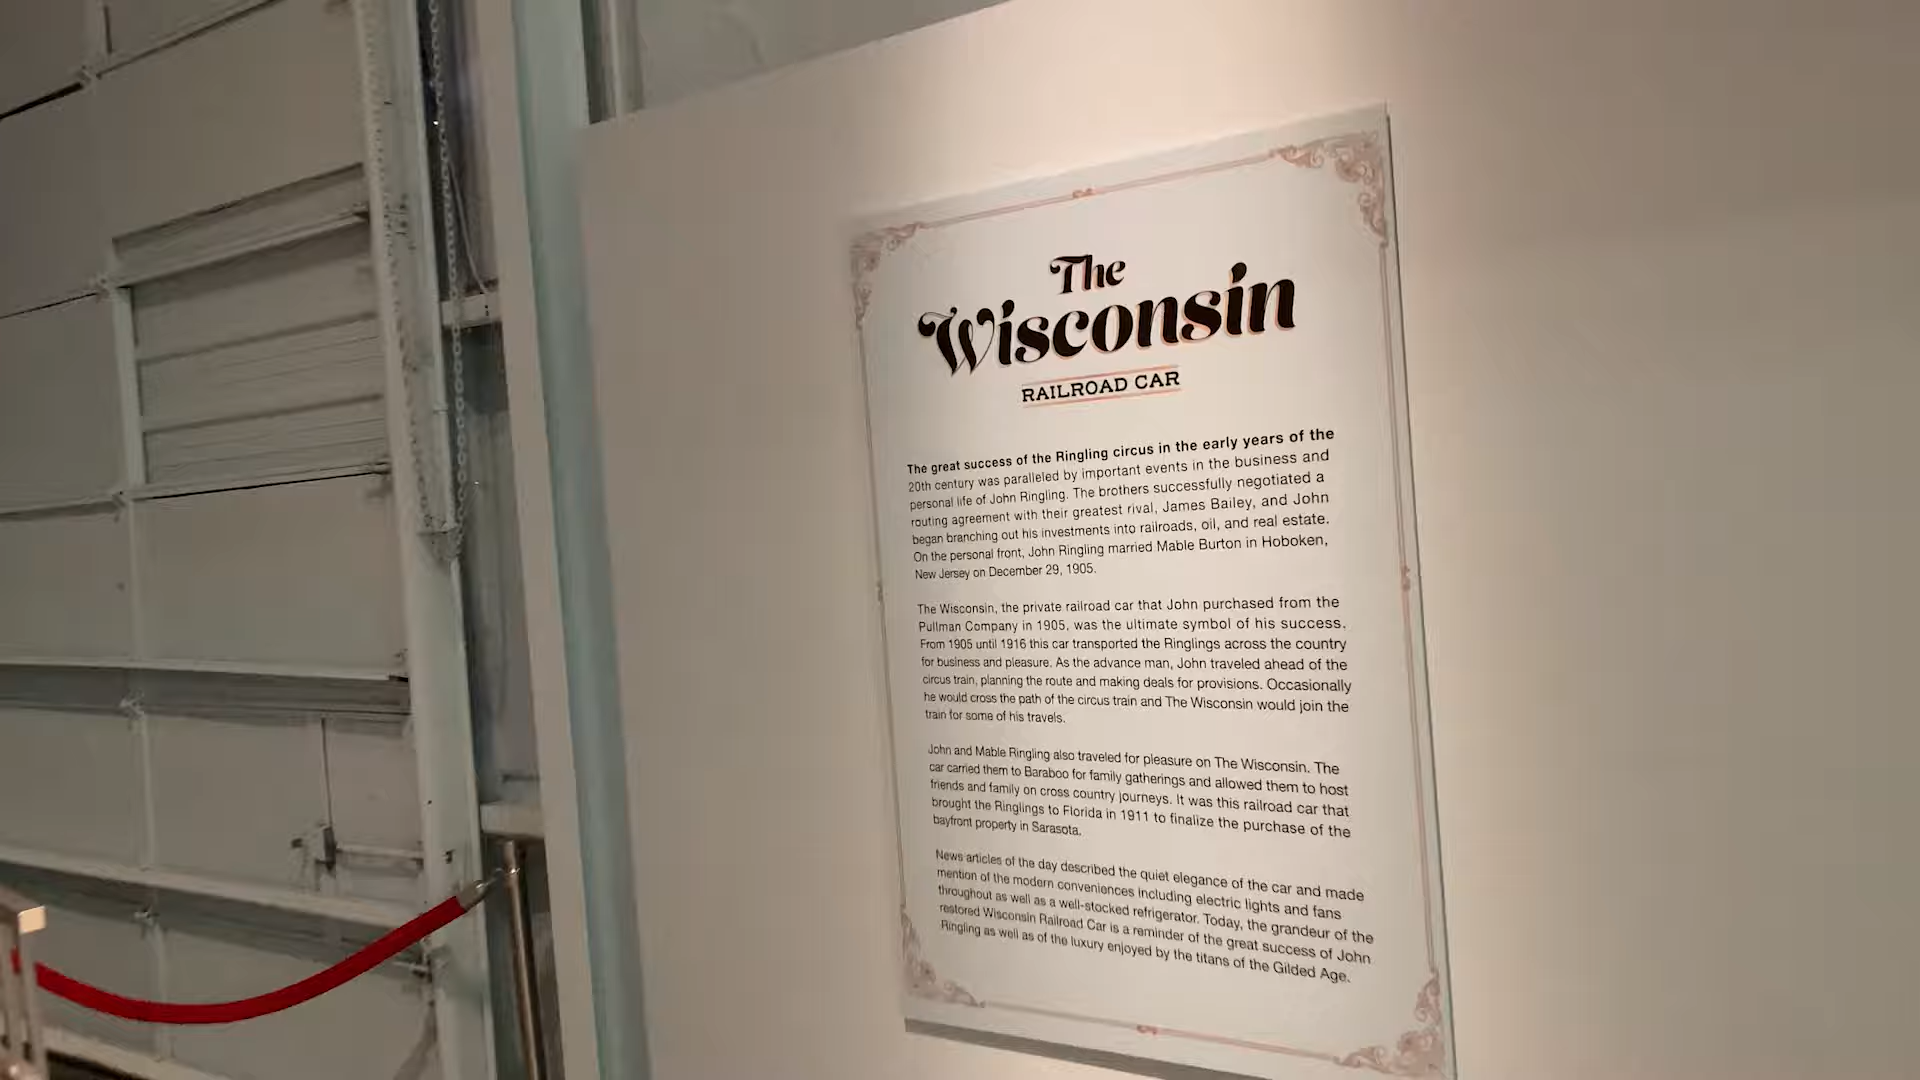 The
Wisconsin
RAILROAD CAR
The great success of the Ringling circus in the early years of the
20th century was paralleled by important events in the business and
personal life of John Ringling. The brothers successfully negotiated a
routing agreement with their greatest rival, James Bailey, and John
began branching out his investments into railroads, oil, and real estate.
On the personal front, John Ringling married Mable Burton in Hoboken,
New Jersey on December 29, 1905.
The Wisconsin, the private railroad car that John purchased from the
Pullman Company in 1905, was the ultimate symbol of his success.
From 1905 until 1916 this car transported the Ringlings across the country
for business and pleasure. As the advance man, John traveled ahead of the
circus train, planning the route and making deals for provisions. Occasionally
he would cross the path of the circus train and The Wisconsin would join the
train for some of his travels.
John and Mable Ringling also traveled for pleasure on The Wisconsin. The
car carried them to Baraboo for family gatherings and allowed them to host
friends and family on cross country journeys. It was this railroad car that
brought the Ringlings to Florida in 1911 to finalize the purchase of the
bayfront property in Sarasota.
News articles of the day described the quiet elegance of the car and made
mention of the modern conveniences including electric lights and fans
throughout as well as a well-stocked refrigerator. Today, the grandeur of the
restored Wisconsin Railroad Car is a reminder of the great success of John
Ringling as well as of the luxury enjoyed by the titans of the Gilded Age.